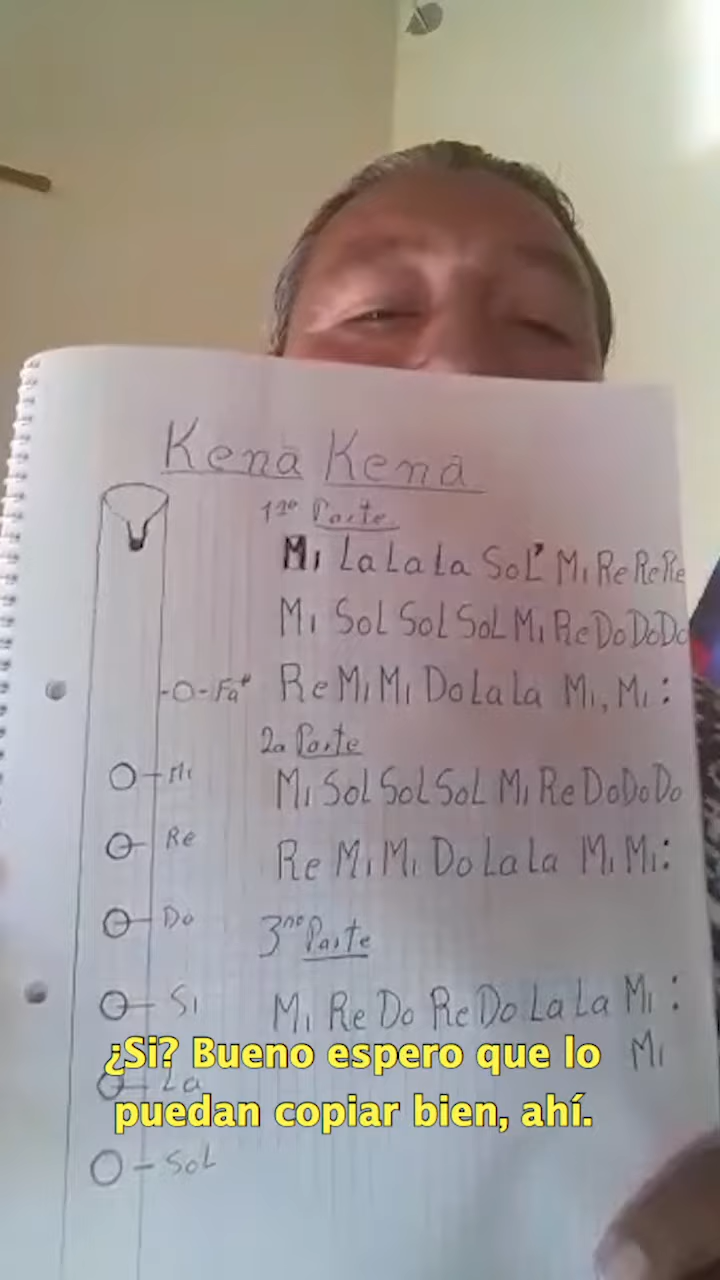 Kena Kena
1ra Parte
Mi La La La SoL' Mi Re Re Re
Mi SoL SoL SoL Mi Re Do Do Do
Re Mi Mi Do La La Mi, Mi :
2a Parte
Mi SoL SoL SoL Mi Re Do Do Do
Re Mi Mi Do La La Mi Mi :
3ra Parte
Mi Re Do Re Do La La Mi :
Mi
Fa#
Mi
Re
Do
Si
La
SoL
¿Si? Bueno espero que lo
puedan copiar bien, ahí.